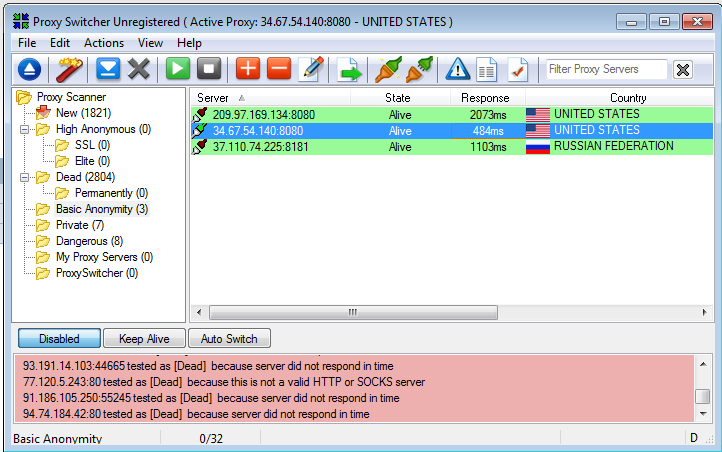 Proxy Switcher Unregistered ( Active Proxy: 34.67.54.140:8080 - UNITED STATES )
File Edit Actions View Help
Filter Proxy Servers
Proxy Scanner
New (1821)
High Anonymous (0)
SSL (0)
Elite (0)
Dead (2804)
Permanently (0)
Basic Anonymity (3)
Private (7)
Dangerous (8)
My Proxy Servers (0)
ProxySwitcher (0)
Server State Response Country
209.97.169.134:8080 Alive 2073ms UNITED STATES
34.67.54.140:8080 Alive 484ms UNITED STATES
37.110.74.225:8181 Alive 1103ms RUSSIAN FEDERATION
Disabled Keep Alive Auto Switch
93.191.14.103:44665 tested as [Dead] because server did not respond in time
77.120.5.243:80 tested as [Dead] because this is not a valid HTTP or SOCKS server
91.186.105.250:55245 tested as [Dead] because server did not respond in time
94.74.184.42:80 tested as [Dead] because server did not respond in time
Basic Anonymity 0/32 D